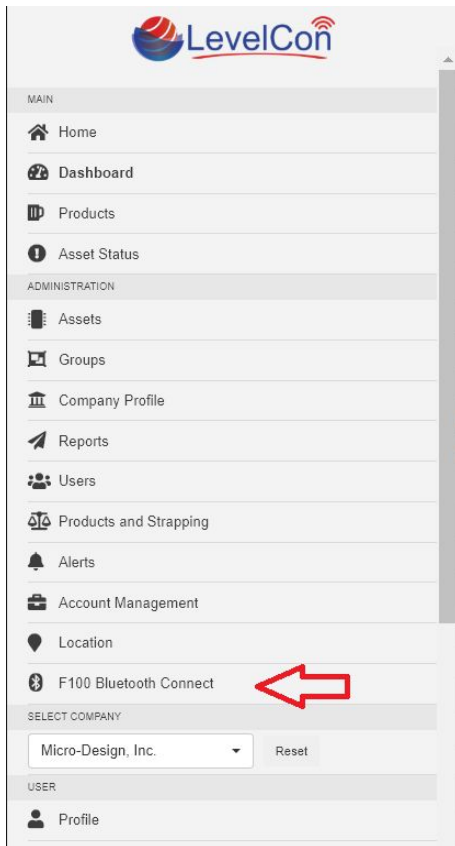 LevelCon
MAIN
Home
Dashboard
Products
Asset Status
ADMINISTRATION
Assets
Groups
Company Profile
Reports
Users
Products and Strapping
Alerts
Account Management
Location
F100 Bluetooth Connect
SELECT COMPANY
Micro-Design, Inc. Reset
USER
Profile